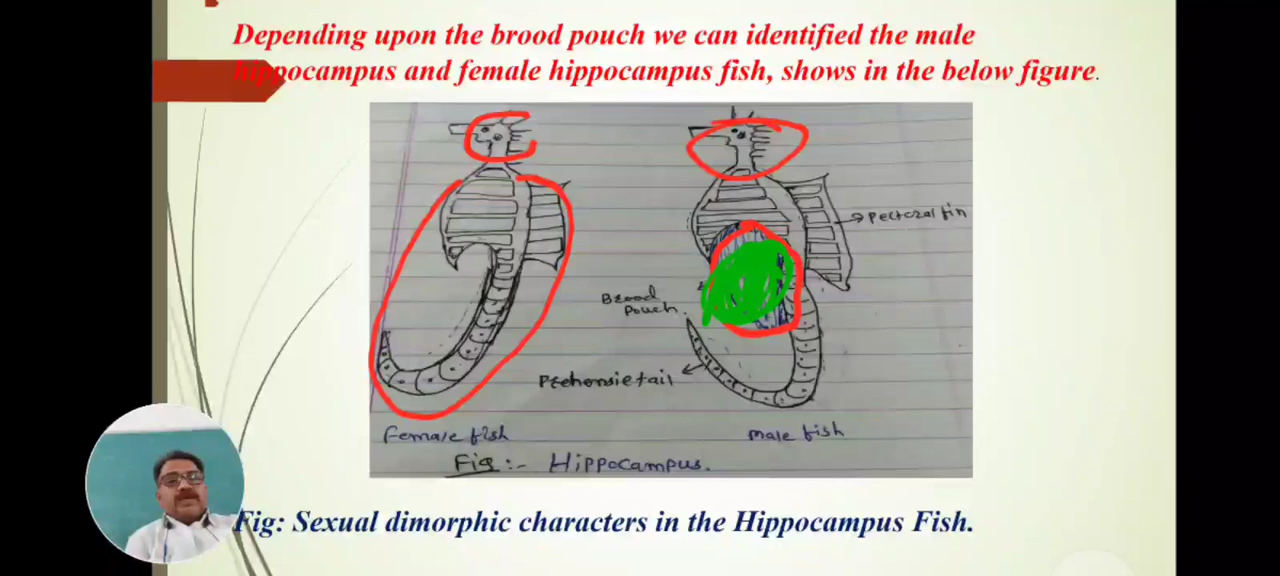 Depending upon the brood pouch we can identified the male
hippocampus and female hippocampus fish, shows in the below figure.
Pectoral fin
Brood
Pouch.
Prehensie tail
Female fish
Male fish
Fig:- Hippocampus.
Fig: Sexual dimorphic characters in the Hippocampus Fish.